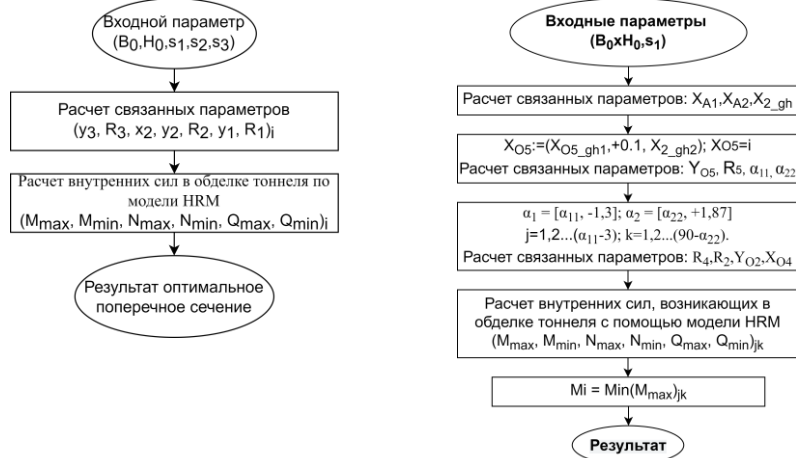 Входной параметр
(B0,H0,s1,s2,s3)
Расчет связанных параметров
(y3, R3, x2, y2, R2, y1, R1)i
Расчет внутренних сил в обделке тоннеля по
модели HRM
(Mmax, Mmin, Nmax, Nmin, Qmax, Qmin)i
Результат оптимальное
поперечное сечение
Входные параметры
(B0xH0,s1)
Расчет связанных параметров: XA1,XA2,X2_gh
XO5:=(XO5_gh1,+0.1, X2_gh2); XO5=i
Расчет связанных параметров: YO5, R5, α11, α22
α1 = [α11, -1,3]; α2 = [α22, +1,87]
j=1,2...(α11-3); k=1,2...(90-α22).
Расчет связанных параметров: R4,R2,YO2,XO4
Расчет внутренних сил, возникающих в
обделке тоннеля с помощью модели HRM
(Mmax, Mmin, Nmax, Nmin, Qmax, Qmin)jk
Mi = Min(Mmax)jk
Результат